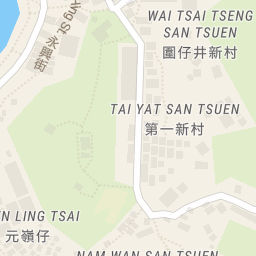 WAI TSAI TSENG
SAN TSUEN
圍仔井新村
ng St
永興街
TAI YAT SAN TSUEN
第一新村
N LING TSAI
元嶺仔
NAM WAN SAN TSUEN